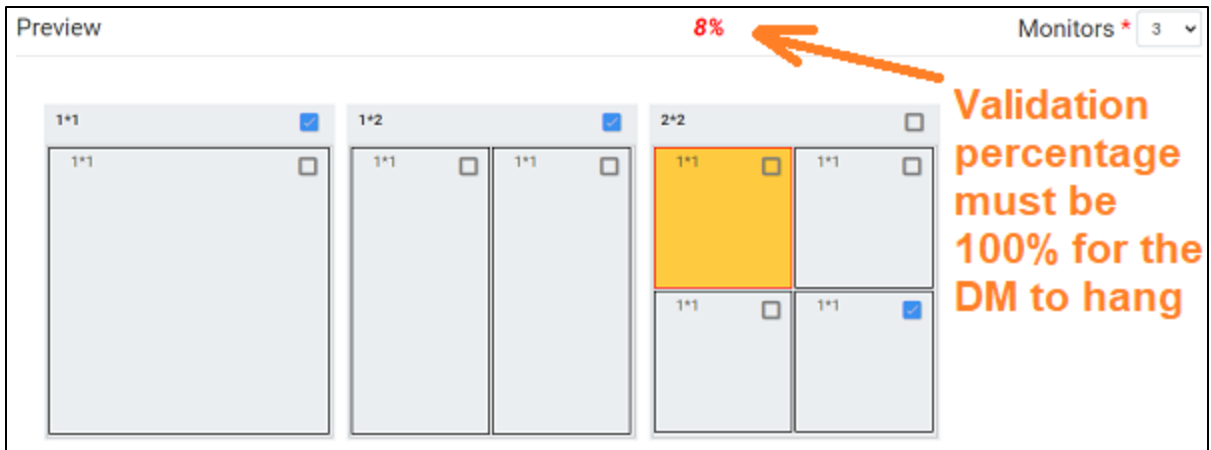 Preview 8% Monitors * 3
Validation
percentage
must be
100% for the
DM to hang
1*1 1*2 2*2
1*1 1*1 1*1 1*1 1*1
1*1 1*1